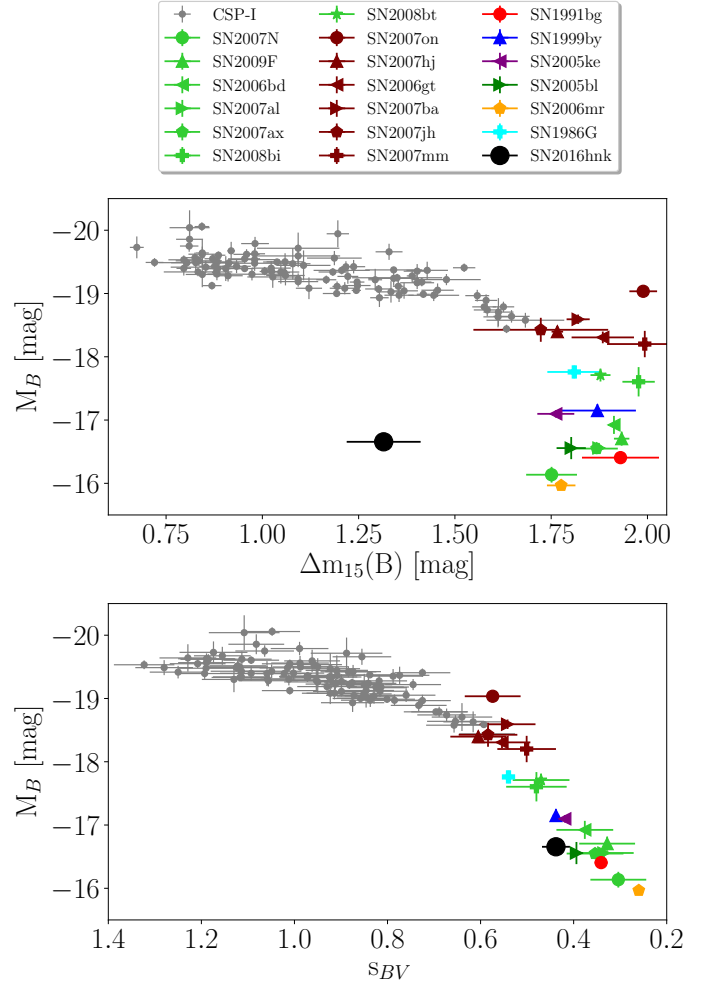 CSP-I SN2008bt SN1991bg
SN2007N SN2007on SN1999by
SN2009F SN2007hj SN2005ke
SN2006bd SN2006gt SN2005bl
SN2007al SN2007ba SN2006mr
SN2007ax SN2007jh SN1986G
SN2008bi SN2007mm SN2016hnk
−20
−19
−18
−17
−16
M_B [mag]
0.75 1.00 1.25 1.50 1.75 2.00
Δm₁₅(B) [mag]
−20
−19
−18
−17
−16
M_B [mag]
1.4 1.2 1.0 0.8 0.6 0.4 0.2
s_BV